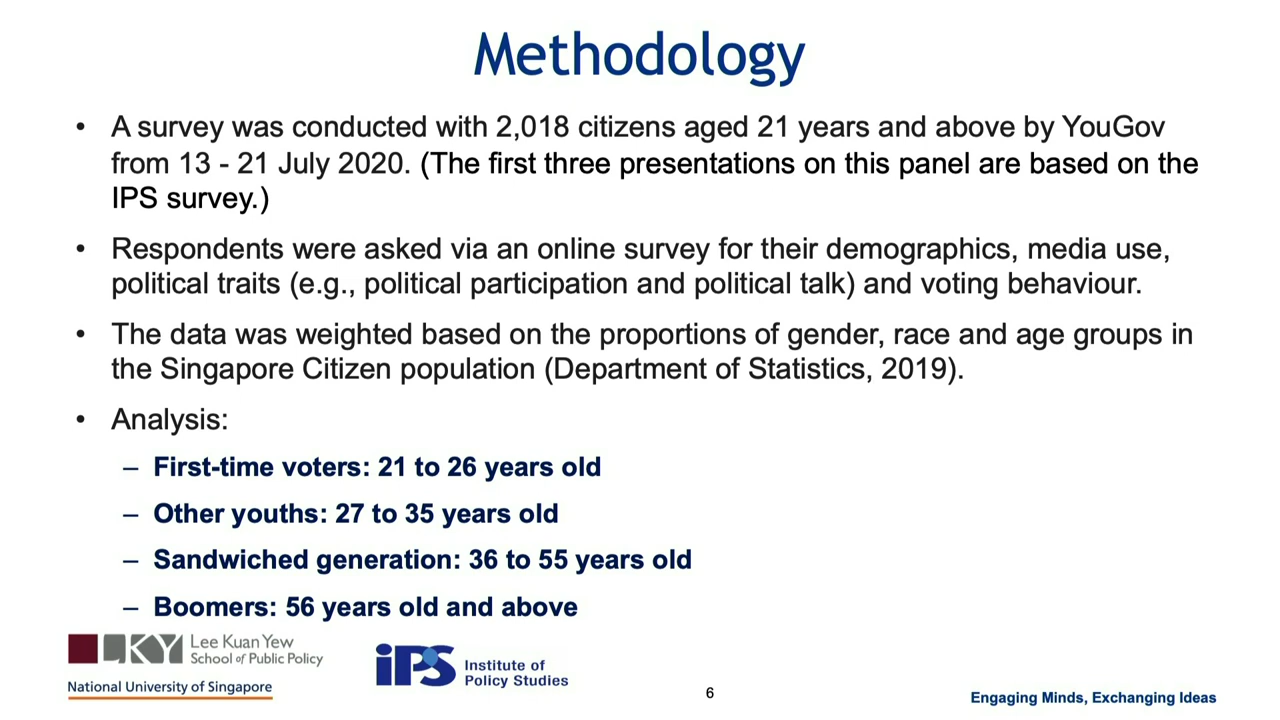 Methodology
• A survey was conducted with 2,018 citizens aged 21 years and above by YouGov
from 13 - 21 July 2020. (The first three presentations on this panel are based on the
IPS survey.)
• Respondents were asked via an online survey for their demographics, media use,
political traits (e.g., political participation and political talk) and voting behaviour.
• The data was weighted based on the proportions of gender, race and age groups in
the Singapore Citizen population (Department of Statistics, 2019).
• Analysis:
– First-time voters: 21 to 26 years old
– Other youths: 27 to 35 years old
– Sandwiched generation: 36 to 55 years old
– Boomers: 56 years old and above
LKY Lee Kuan Yew
School of Public Policy
National University of Singapore
iPS Institute of
Policy Studies
6
Engaging Minds, Exchanging Ideas